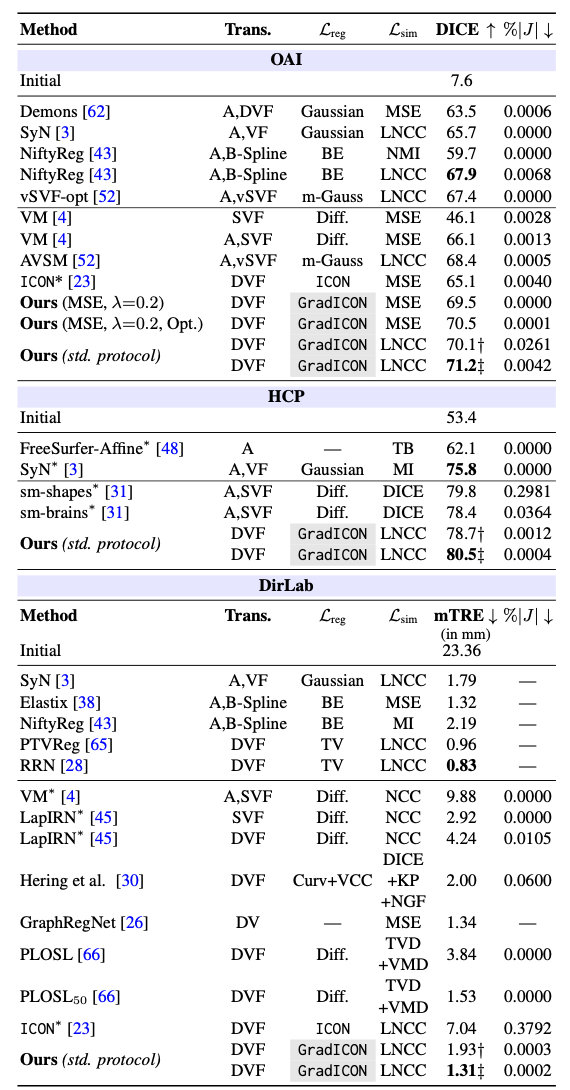 Method Trans. ℒreg ℒsim DICE ↑ %|J| ↓
OAI
Initial 7.6
Demons [62] A,DVF Gaussian MSE 63.5 0.0006
SyN [3] A,VF Gaussian LNCC 65.7 0.0000
NiftyReg [43] A,B-Spline BE NMI 59.7 0.0000
NiftyReg [43] A,B-Spline BE LNCC 67.9 0.0068
vSVF-opt [52] A,vSVF m-Gauss LNCC 67.4 0.0000
VM [4] SVF Diff. MSE 46.1 0.0028
VM [4] A,SVF Diff. MSE 66.1 0.0013
AVSM [52] A,vSVF m-Gauss LNCC 68.4 0.0005
ICON* [23] DVF ICON MSE 65.1 0.0040
Ours (MSE, λ=0.2) DVF GradICON MSE 69.5 0.0000
Ours (MSE, λ=0.2, Opt.) DVF GradICON MSE 70.5 0.0001
Ours (std. protocol) DVF GradICON LNCC 70.1† 0.0261
DVF GradICON LNCC 71.2‡ 0.0042
HCP
Initial 53.4
FreeSurfer-Affine* [48] A — TB 62.1 0.0000
SyN* [3] A,VF Gaussian MI 75.8 0.0000
sm-shapes* [31] A,SVF Diff. DICE 79.8 0.2981
sm-brains* [31] A,SVF Diff. DICE 78.4 0.0364
Ours (std. protocol) DVF GradICON LNCC 78.7† 0.0012
DVF GradICON LNCC 80.5‡ 0.0004
DirLab
Method Trans. ℒreg ℒsim mTRE ↓ %|J| ↓
(in mm)
Initial 23.36
SyN [3] A,VF Gaussian LNCC 1.79 —
Elastix [38] A,B-Spline BE MSE 1.32 —
NiftyReg [43] A,B-Spline BE MI 2.19 —
PTVReg [65] DVF TV LNCC 0.96 —
RRN [28] DVF TV LNCC 0.83 —
VM* [4] A,SVF Diff. NCC 9.88 0.0000
LapIRN* [45] SVF Diff. NCC 2.92 0.0000
LapIRN* [45] DVF Diff. NCC 4.24 0.0105
DICE
Hering et al. [30] DVF Curv+VCC +KP 2.00 0.0600
+NGF
GraphRegNet [26] DV — MSE 1.34 —
TVD
PLOSL [66] DVF Diff. 3.84 0.0000
+VMD
TVD
PLOSL50 [66] DVF Diff. 1.53 0.0000
+VMD
ICON* [23] DVF ICON LNCC 7.04 0.3792
Ours (std. protocol) DVF GradICON LNCC 1.93† 0.0003
DVF GradICON LNCC 1.31‡ 0.0002